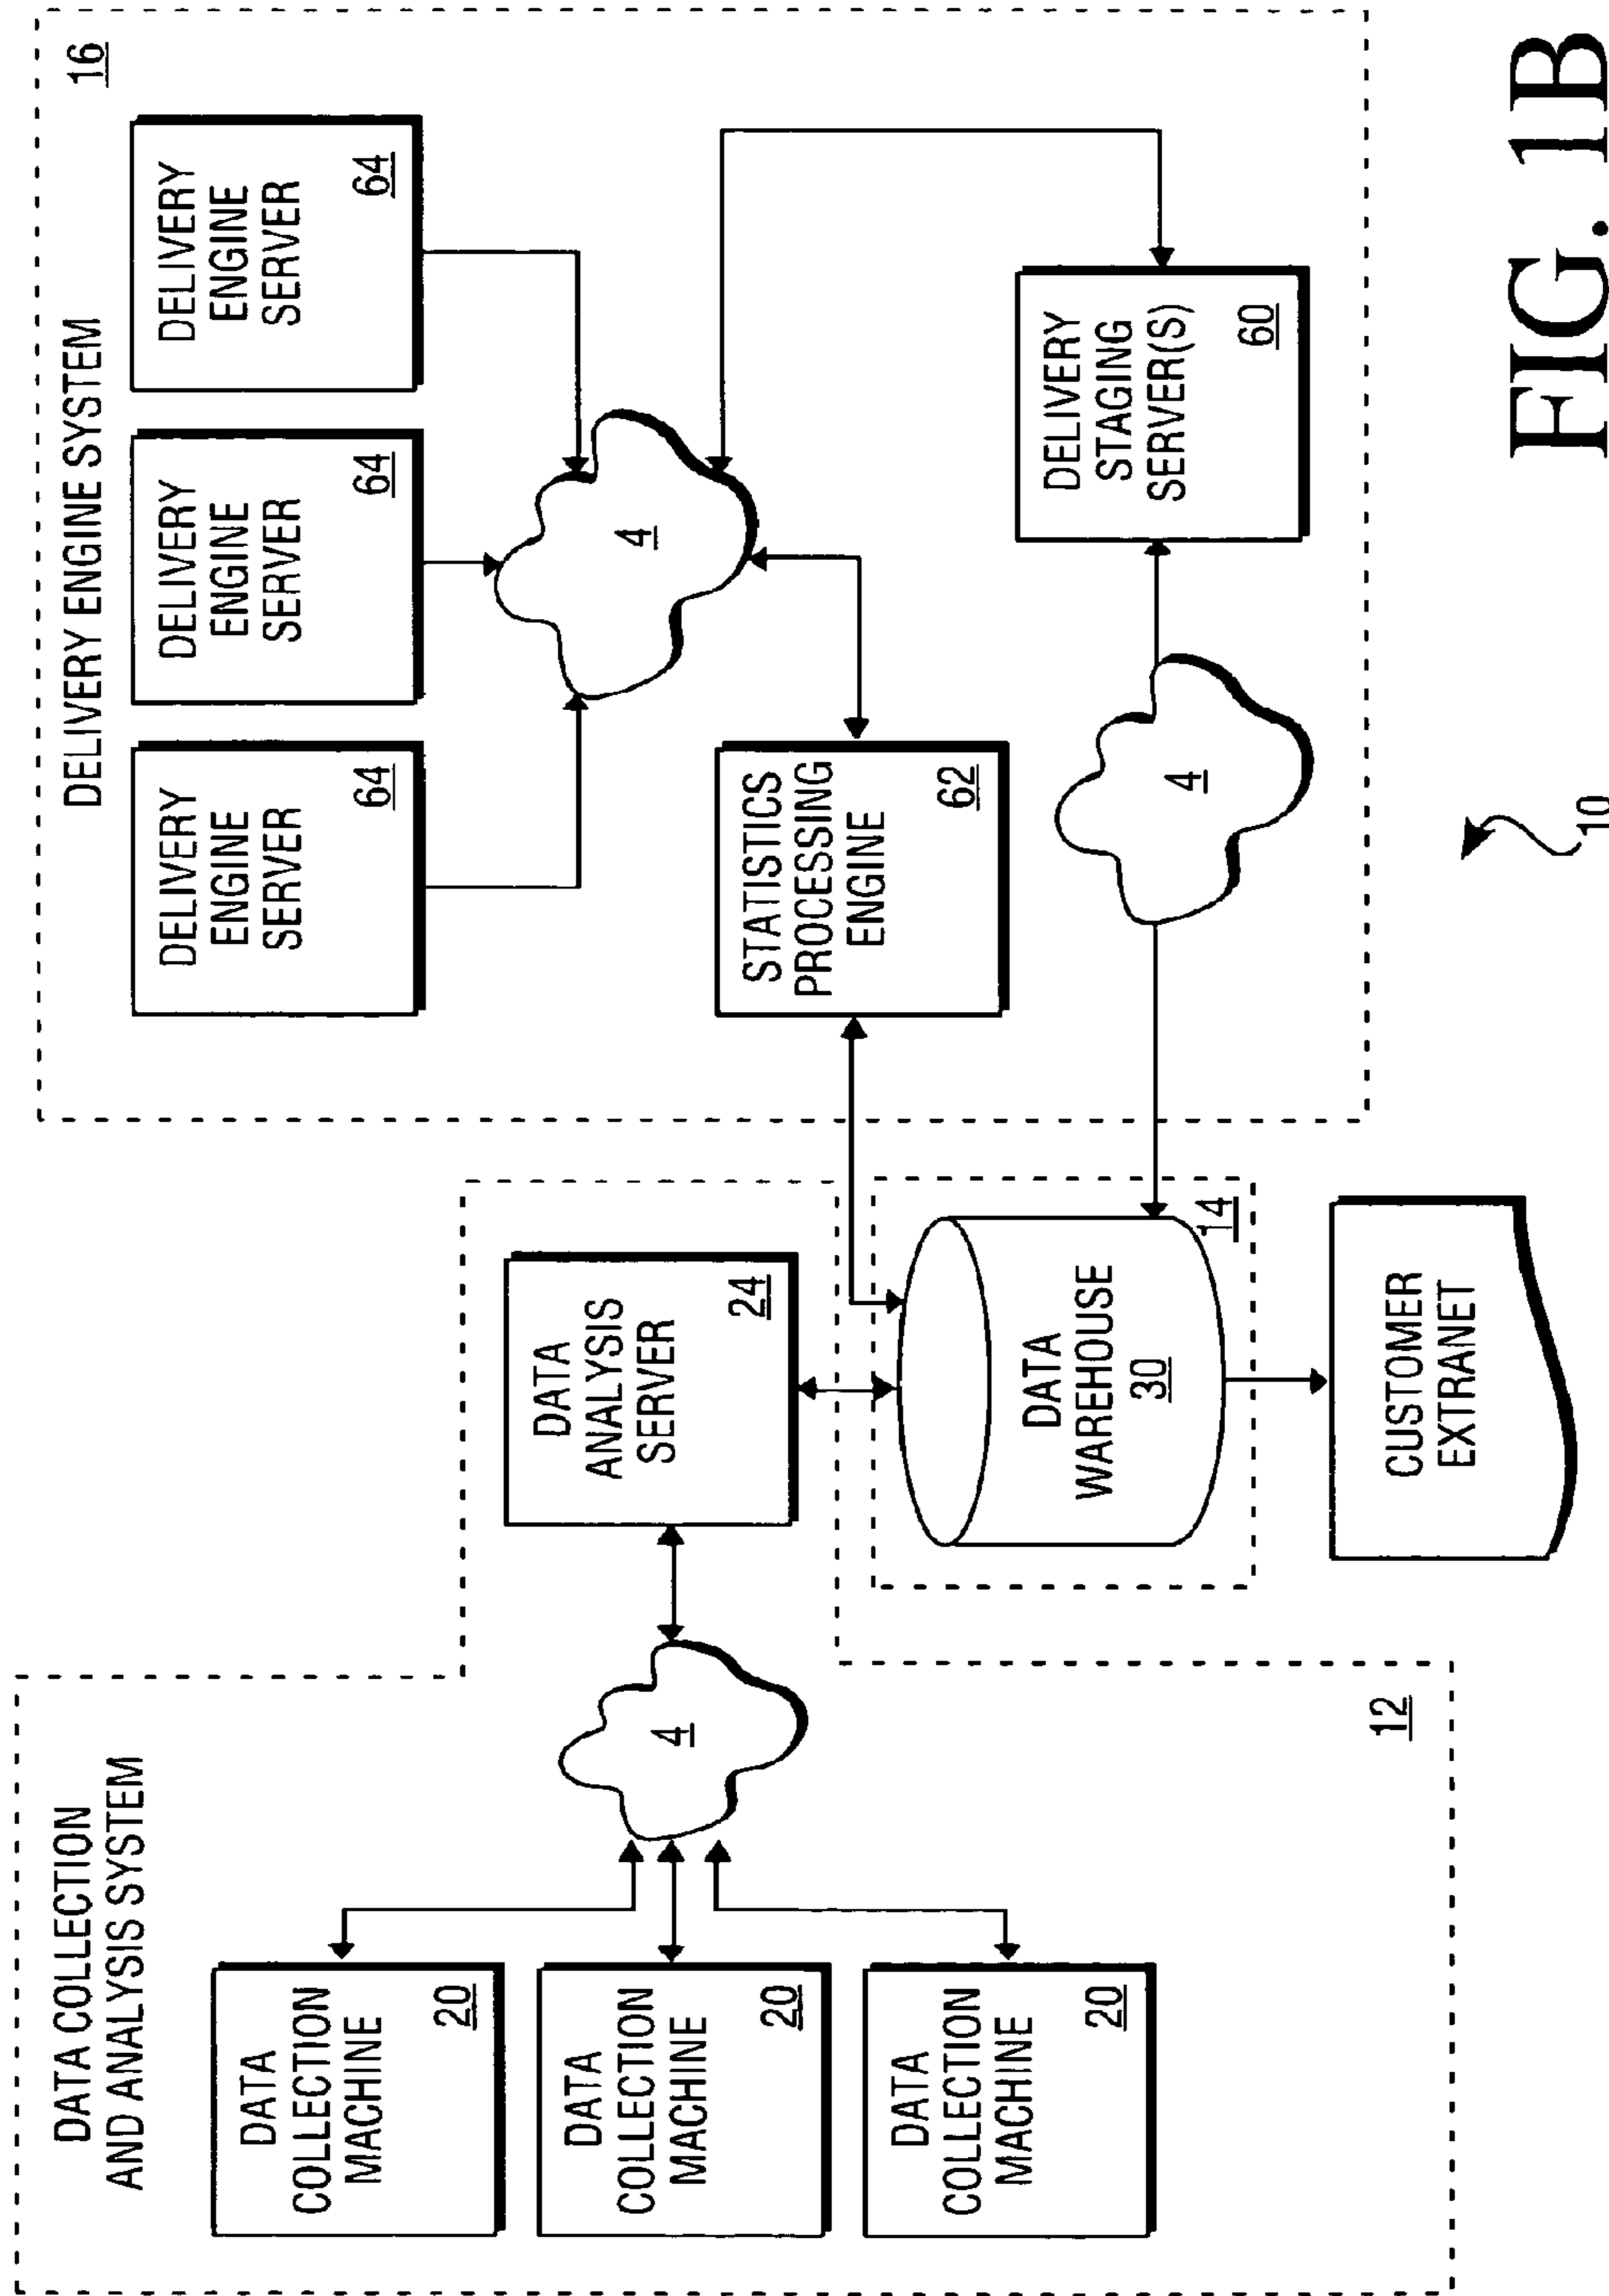 DATA COLLECTION
AND ANALYSIS SYSTEM
DATA
COLLECTION
MACHINE
20
DATA
COLLECTION
MACHINE
20
DATA
COLLECTION
MACHINE
20
4
12
DATA
ANALYSIS
SERVER
24
DATA
WAREHOUSE
30
14
CUSTOMER
EXTRANET
DELIVERY ENGINE SYSTEM
16
DELIVERY
ENGINE
SERVER
64
DELIVERY
ENGINE
SERVER
64
DELIVERY
ENGINE
SERVER
64
4
STATISTICS
PROCESSING
ENGINE
62
4
DELIVERY
STAGING
SERVER(S)
60
10
FIG. 1B